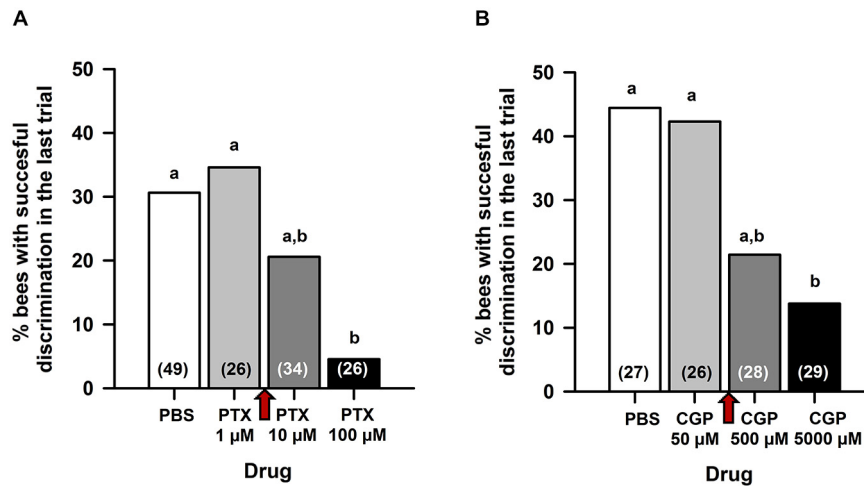 A
% bees with succesful
discrimination in the last trial
50
40
30
20
10
0
a
a
a,b
b
(49)
(26)
(34)
(26)
PBS
PTX
1 µM
PTX
10 µM
PTX
100 µM
Drug
B
% bees with succesful
discrimination in the last trial
50
40
30
20
10
0
a
a
a,b
b
(27)
(26)
(28)
(29)
PBS
CGP
50 µM
CGP
500 µM
CGP
5000 µM
Drug